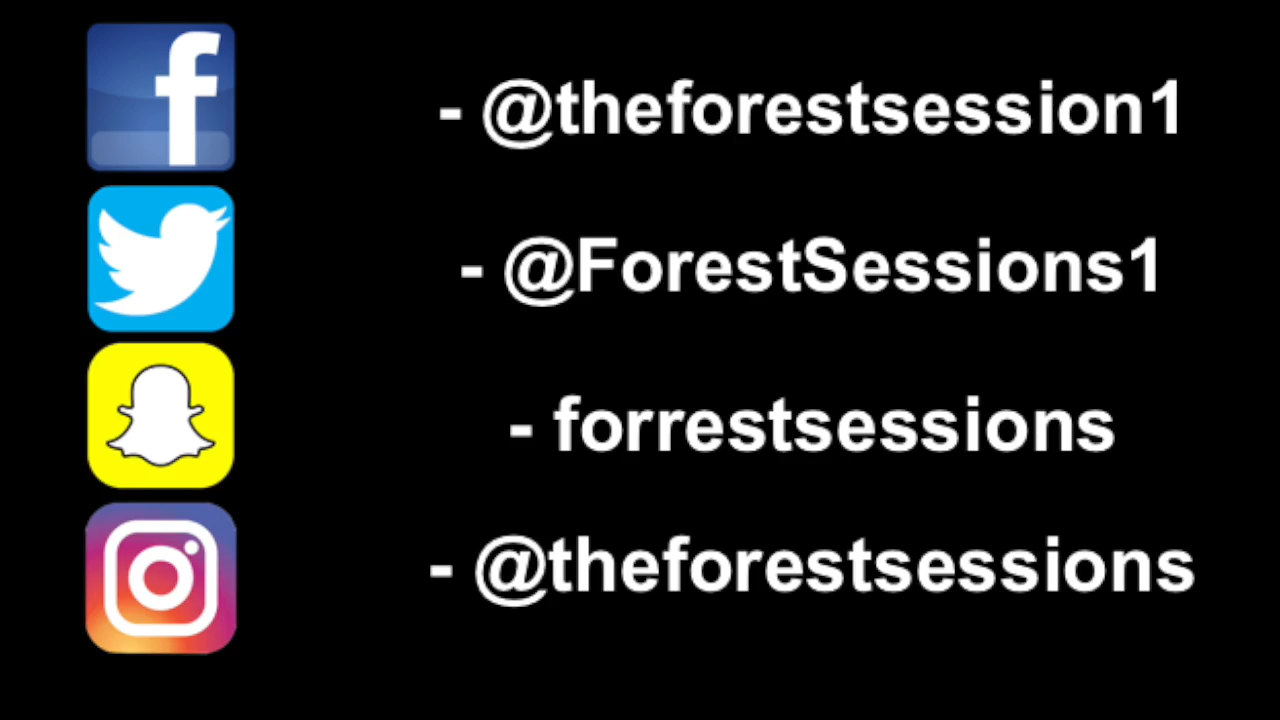 - @theforestsession1
- @ForestSessions1
- forrestsessions
- @theforestsessions